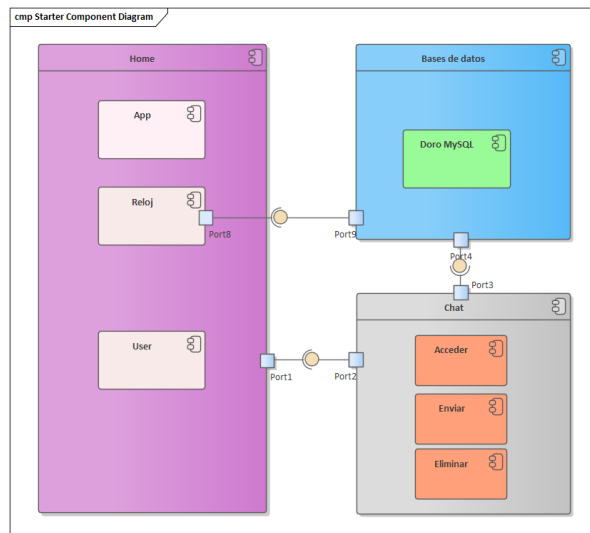 cmp Starter Component Diagram
Home
Bases de datos
App
Doro MySQL
Reloj
Port8
Port9
Port4
Port3
Chat
User
Acceder
Port1
Port2
Enviar
Eliminar